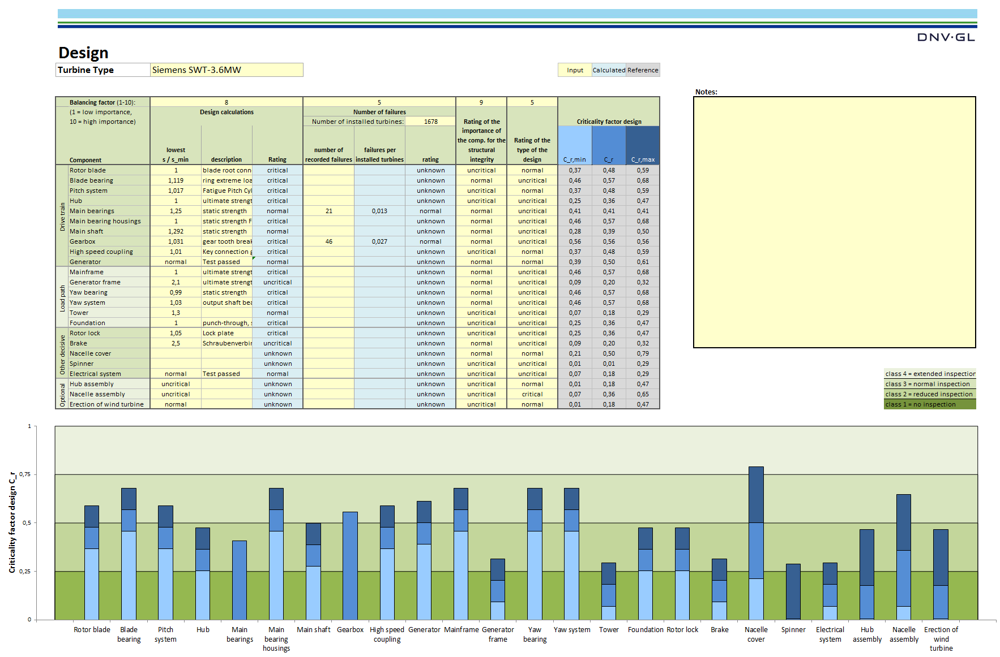 DNV·GL
Design
Turbine Type Siemens SWT-3.6MW
Input Calculated Reference
Notes:
Balancing factor (1-10): 8 5 9 5
(1 = low importance, Design calculations Number of failures
10 = high importance) Number of installed turbines: 1678 Rating of the Criticality factor design
importance of
the comp. for the Rating of the
lowest number of failures per structural type of the
Component s / s_min description Rating recorded failures installed turbines rating integrity design C_r,min C_r C_r,max
Drive train
Rotor blade 1 blade root conn critical unknown uncritical normal 0,37 0,48 0,59
Blade bearing 1,119 ring extreme loa critical unknown normal uncritical 0,46 0,57 0,68
Pitch system 1,017 Fatigue Pitch Cyl critical unknown uncritical normal 0,37 0,48 0,59
Hub 1 ultimate strengt critical unknown uncritical uncritical 0,25 0,36 0,47
Main bearings 1,25 static strength normal 21 0,013 normal normal uncritical 0,41 0,41 0,41
Main bearing housings 1 static strength F critical unknown normal uncritical 0,46 0,57 0,68
Main shaft 1,292 static strength normal unknown normal uncritical 0,28 0,39 0,50
Gearbox 1,031 gear tooth break critical 46 0,027 normal normal uncritical 0,56 0,56 0,56
High speed coupling 1,01 Key connection g critical unknown uncritical normal 0,37 0,48 0,59
Generator normal Test passed normal unknown normal normal 0,39 0,50 0,61
Load path
Mainframe 1 ultimate strengt critical unknown normal uncritical 0,46 0,57 0,68
Generator frame 2,1 ultimate strengt uncritical unknown normal uncritical 0,09 0,20 0,32
Yaw bearing 0,99 static strength critical unknown normal uncritical 0,46 0,57 0,68
Yaw system 1,03 output shaft bea critical unknown normal uncritical 0,46 0,57 0,68
Tower 1,3 normal unknown uncritical uncritical 0,07 0,18 0,29
Foundation 1 punch-through, s critical unknown uncritical uncritical 0,25 0,36 0,47
Other decisive
Rotor lock 1,05 Lock plate critical unknown uncritical uncritical 0,25 0,36 0,47
Brake 2,5 Schraubenverbin uncritical unknown normal uncritical 0,09 0,20 0,32
Nacelle cover unknown unknown normal normal 0,21 0,50 0,79
Spinner unknown unknown uncritical uncritical 0,01 0,01 0,29
Electrical system normal Test passed normal unknown uncritical uncritical 0,07 0,18 0,29
Optional
Hub assembly uncritical unknown unknown uncritical normal 0,01 0,18 0,47
Nacelle assembly uncritical unknown unknown uncritical critical 0,07 0,36 0,65
Erection of wind turbine normal unknown unknown uncritical normal 0,01 0,18 0,47
class 4 = extended inspection
class 3 = normal inspection
class 2 = reduced inspection
class 1 = no inspection
Criticality factor design C_r
1
0,75
0,5
0,25
0
Rotor blade Blade bearing Pitch system Hub Main bearings Main bearing housings Main shaft Gearbox High speed coupling Generator Mainframe Generator frame Yaw bearing Yaw system Tower Foundation Rotor lock Brake Nacelle cover Spinner Electrical system Hub assembly Nacelle assembly Erection of wind turbine